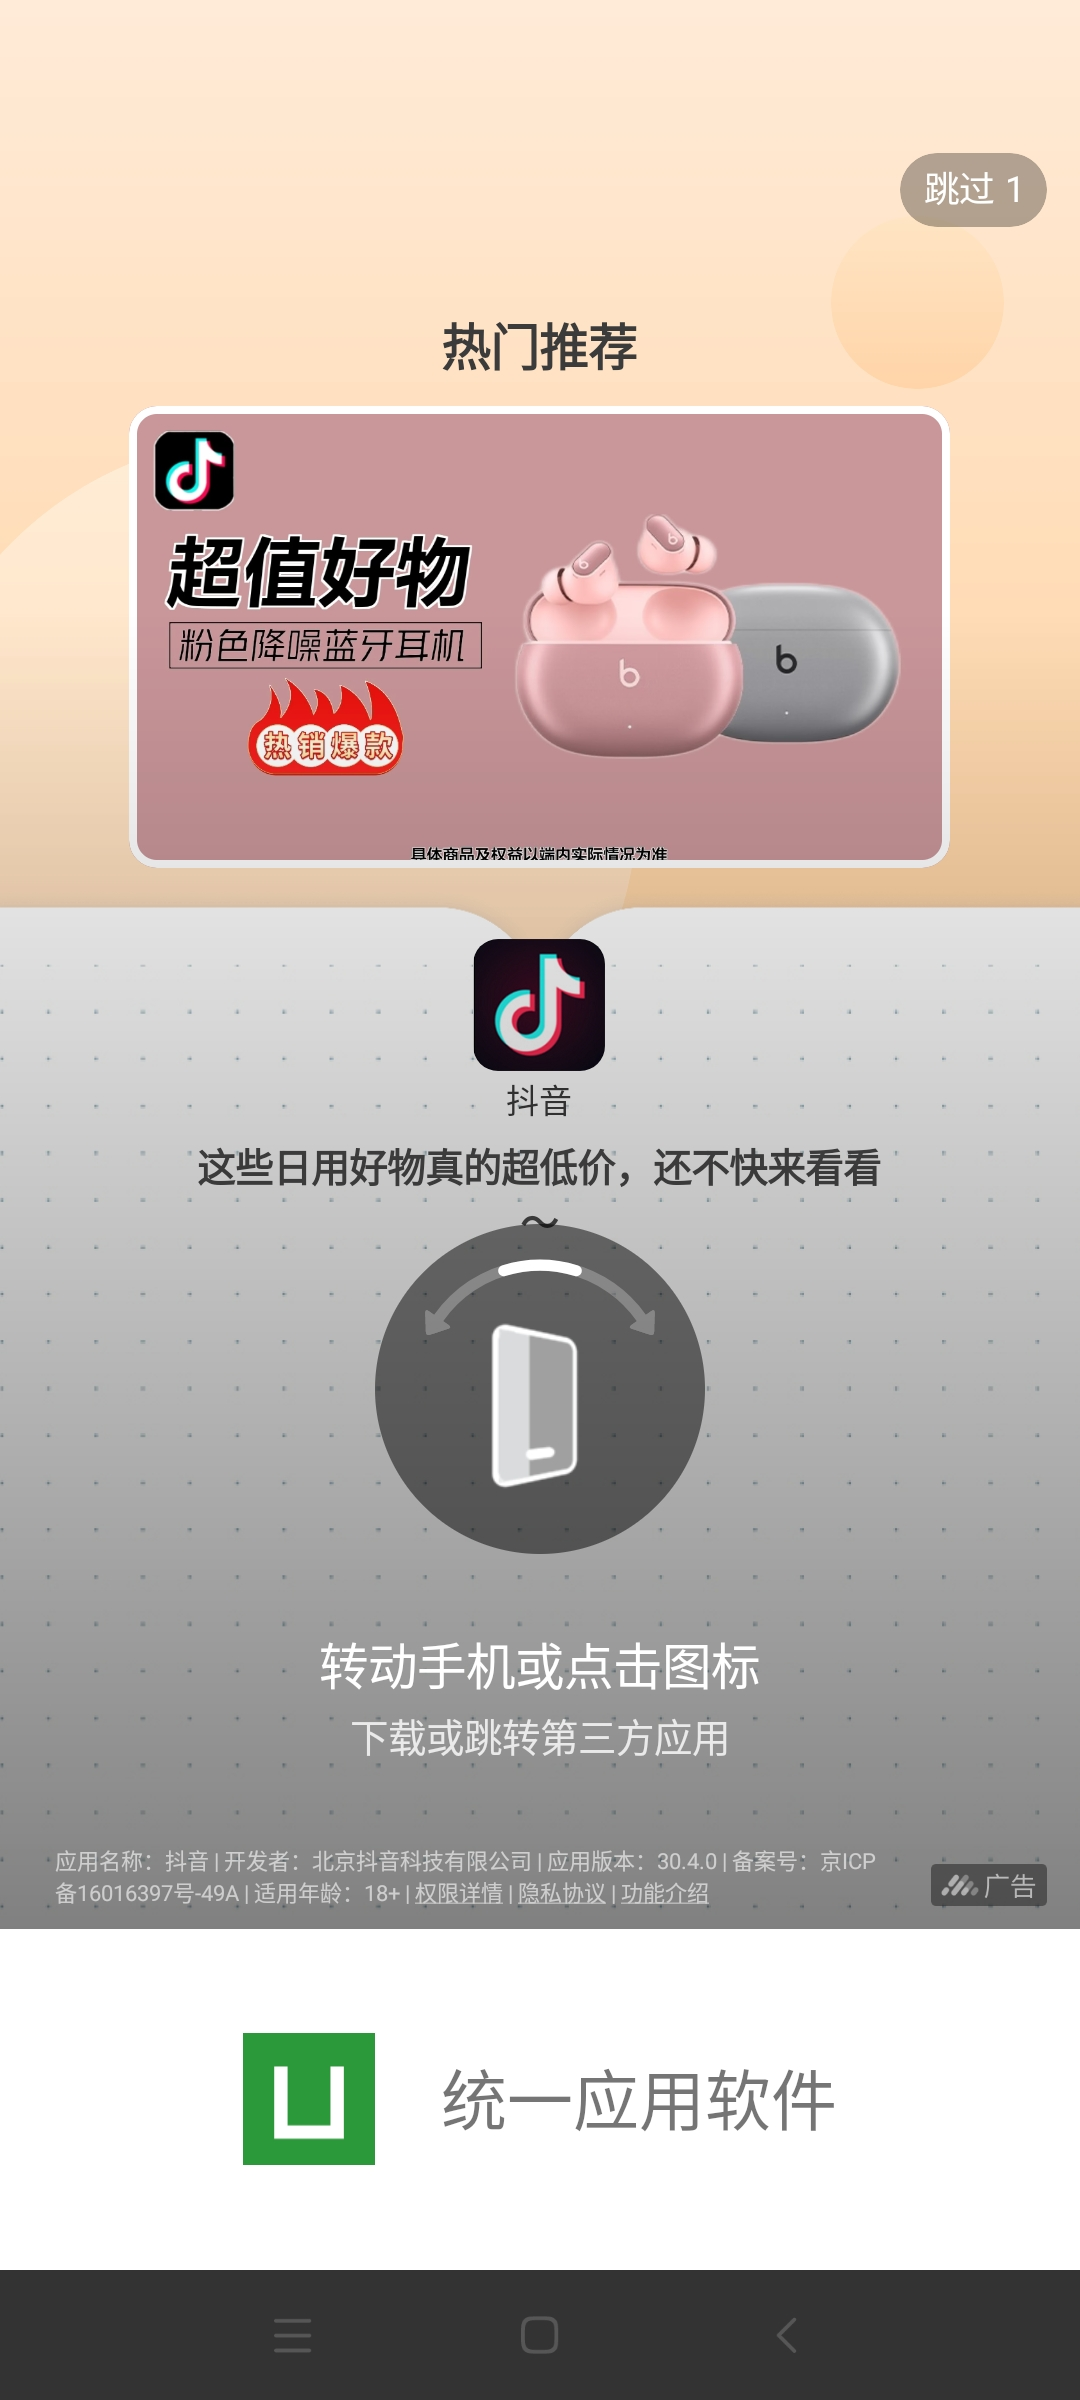 跳过 1
热门推荐
超值好物
粉色降噪蓝牙耳机
热销爆款
具体商品及权益以端内实际情况为准
抖音
这些日用好物真的超低价，还不快来看看
~
转动手机或点击图标
下载或跳转第三方应用
应用名称：抖音 | 开发者：北京抖音科技有限公司 | 应用版本：30.4.0 | 备案号：京ICP
备16016397号-49A | 适用年龄：18+ | 权限详情 | 隐私协议 | 功能介绍
广告
统一应用软件